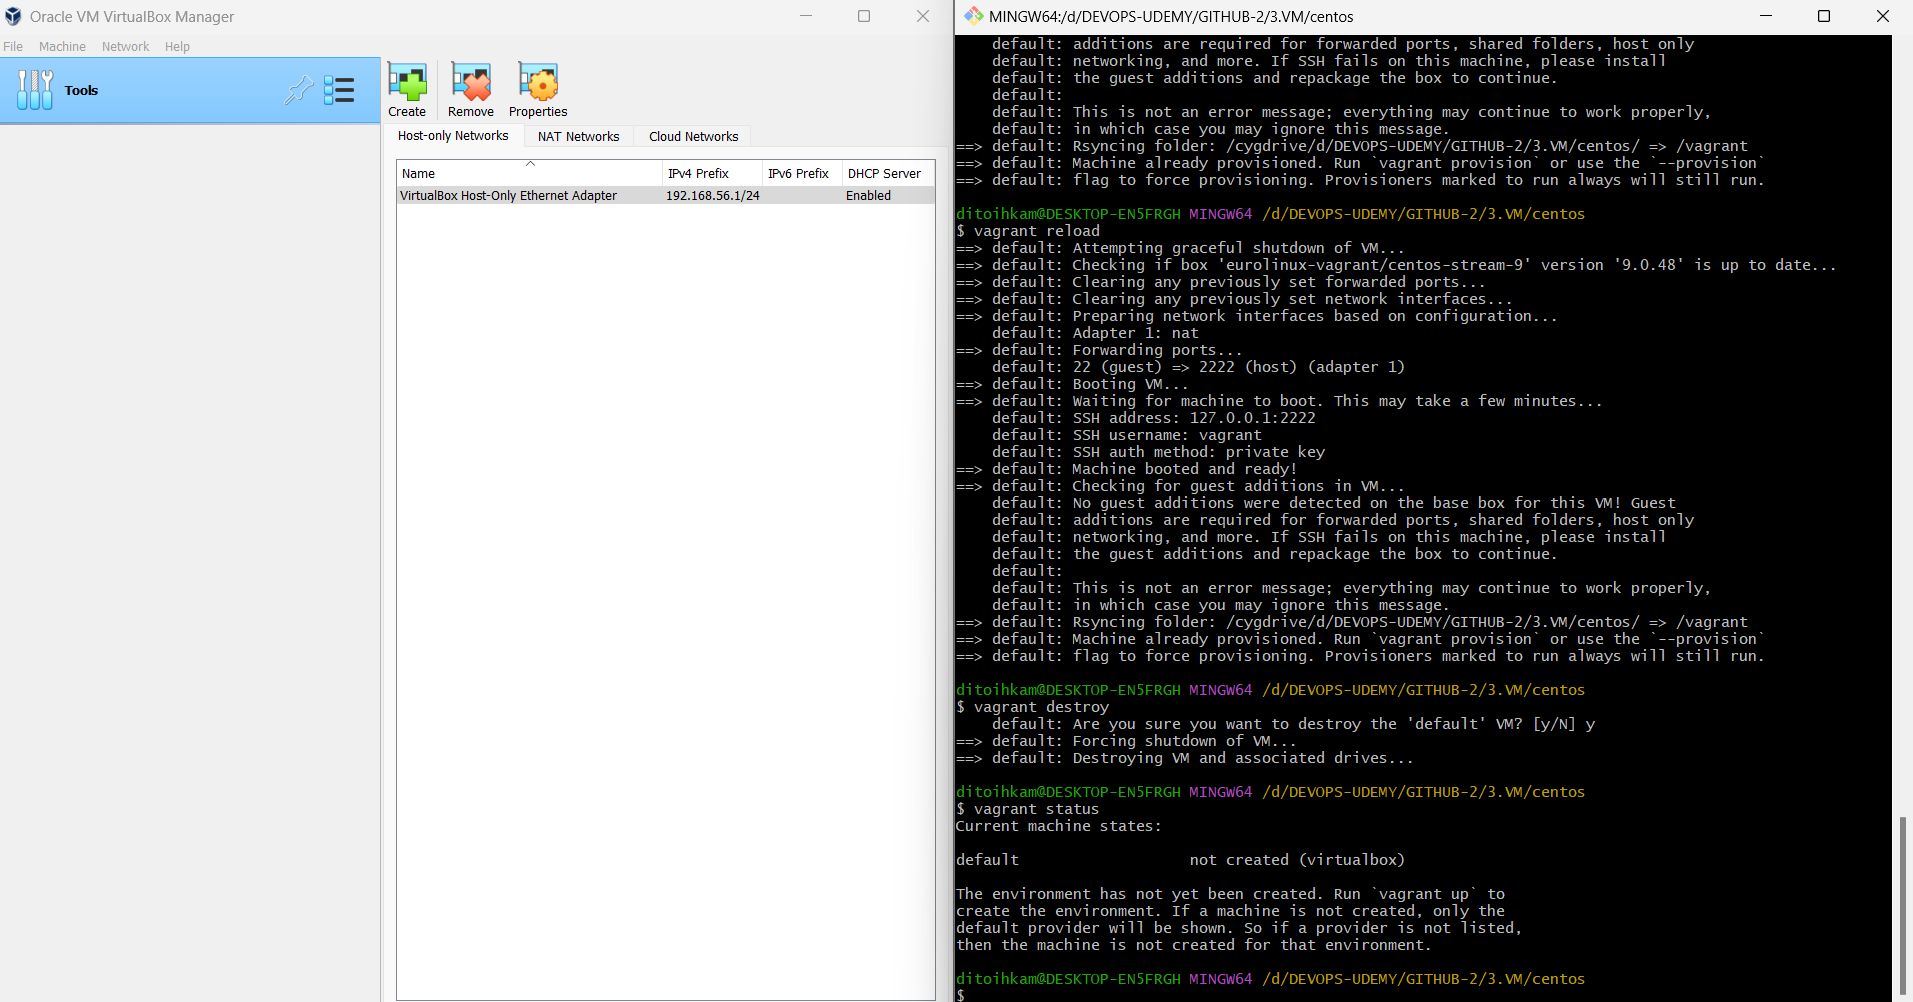 Oracle VM VirtualBox Manager
File Machine Network Help
Tools
Create Remove Properties
Host-only Networks NAT Networks Cloud Networks
Name IPv4 Prefix IPv6 Prefix DHCP Server
VirtualBox Host-Only Ethernet Adapter 192.168.56.1/24 Enabled
MINGW64:/d/DEVOPS-UDEMY/GITHUB-2/3.VM/centos
default: additions are required for forwarded ports, shared folders, host only
default: networking, and more. If SSH fails on this machine, please install
default: the guest additions and repackage the box to continue.
default:
default: This is not an error message; everything may continue to work properly,
default: in which case you may ignore this message.
==> default: Rsyncing folder: /cygdrive/d/DEVOPS-UDEMY/GITHUB-2/3.VM/centos/ => /vagrant
==> default: Machine already provisioned. Run `vagrant provision` or use the `--provision`
==> default: flag to force provisioning. Provisioners marked to run always will still run.
ditoihkam@DESKTOP-EN5FRGH MINGW64 /d/DEVOPS-UDEMY/GITHUB-2/3.VM/centos
$ vagrant reload
==> default: Attempting graceful shutdown of VM...
==> default: Checking if box 'eurolinux-vagrant/centos-stream-9' version '9.0.48' is up to date...
==> default: Clearing any previously set forwarded ports...
==> default: Clearing any previously set network interfaces...
==> default: Preparing network interfaces based on configuration...
default: Adapter 1: nat
==> default: Forwarding ports...
default: 22 (guest) => 2222 (host) (adapter 1)
==> default: Booting VM...
==> default: Waiting for machine to boot. This may take a few minutes...
default: SSH address: 127.0.0.1:2222
default: SSH username: vagrant
default: SSH auth method: private key
==> default: Machine booted and ready!
==> default: Checking for guest additions in VM...
default: No guest additions were detected on the base box for this VM! Guest
default: additions are required for forwarded ports, shared folders, host only
default: networking, and more. If SSH fails on this machine, please install
default: the guest additions and repackage the box to continue.
default:
default: This is not an error message; everything may continue to work properly,
default: in which case you may ignore this message.
==> default: Rsyncing folder: /cygdrive/d/DEVOPS-UDEMY/GITHUB-2/3.VM/centos/ => /vagrant
==> default: Machine already provisioned. Run `vagrant provision` or use the `--provision`
==> default: flag to force provisioning. Provisioners marked to run always will still run.
ditoihkam@DESKTOP-EN5FRGH MINGW64 /d/DEVOPS-UDEMY/GITHUB-2/3.VM/centos
$ vagrant destroy
default: Are you sure you want to destroy the 'default' VM? [y/N] y
==> default: Forcing shutdown of VM...
==> default: Destroying VM and associated drives...
ditoihkam@DESKTOP-EN5FRGH MINGW64 /d/DEVOPS-UDEMY/GITHUB-2/3.VM/centos
$ vagrant status
Current machine states:
default not created (virtualbox)
The environment has not yet been created. Run `vagrant up` to
create the environment. If a machine is not created, only the
default provider will be shown. So if a provider is not listed,
then the machine is not created for that environment.
ditoihkam@DESKTOP-EN5FRGH MINGW64 /d/DEVOPS-UDEMY/GITHUB-2/3.VM/centos
$